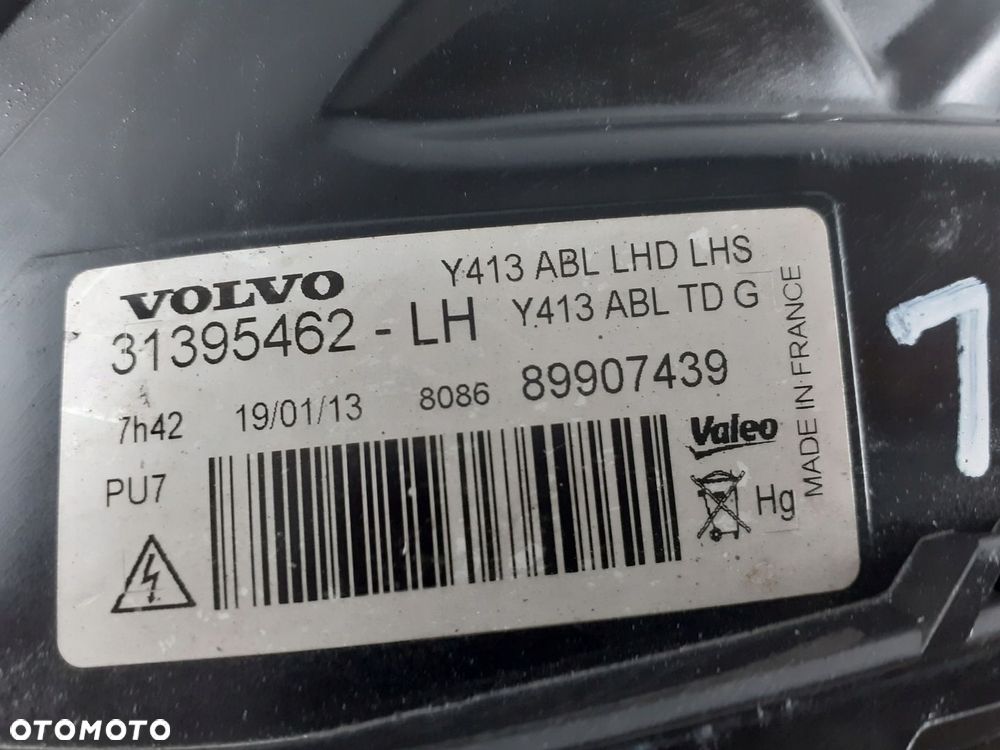 VOLVO
Y413 ABL LHD LHS
31395462 - LH
Y413 ABL TD G
7h42
19/01/13
8086
89907439
PU7
Valeo
Hg
MADE IN FRANCE
1
OTOMOTO